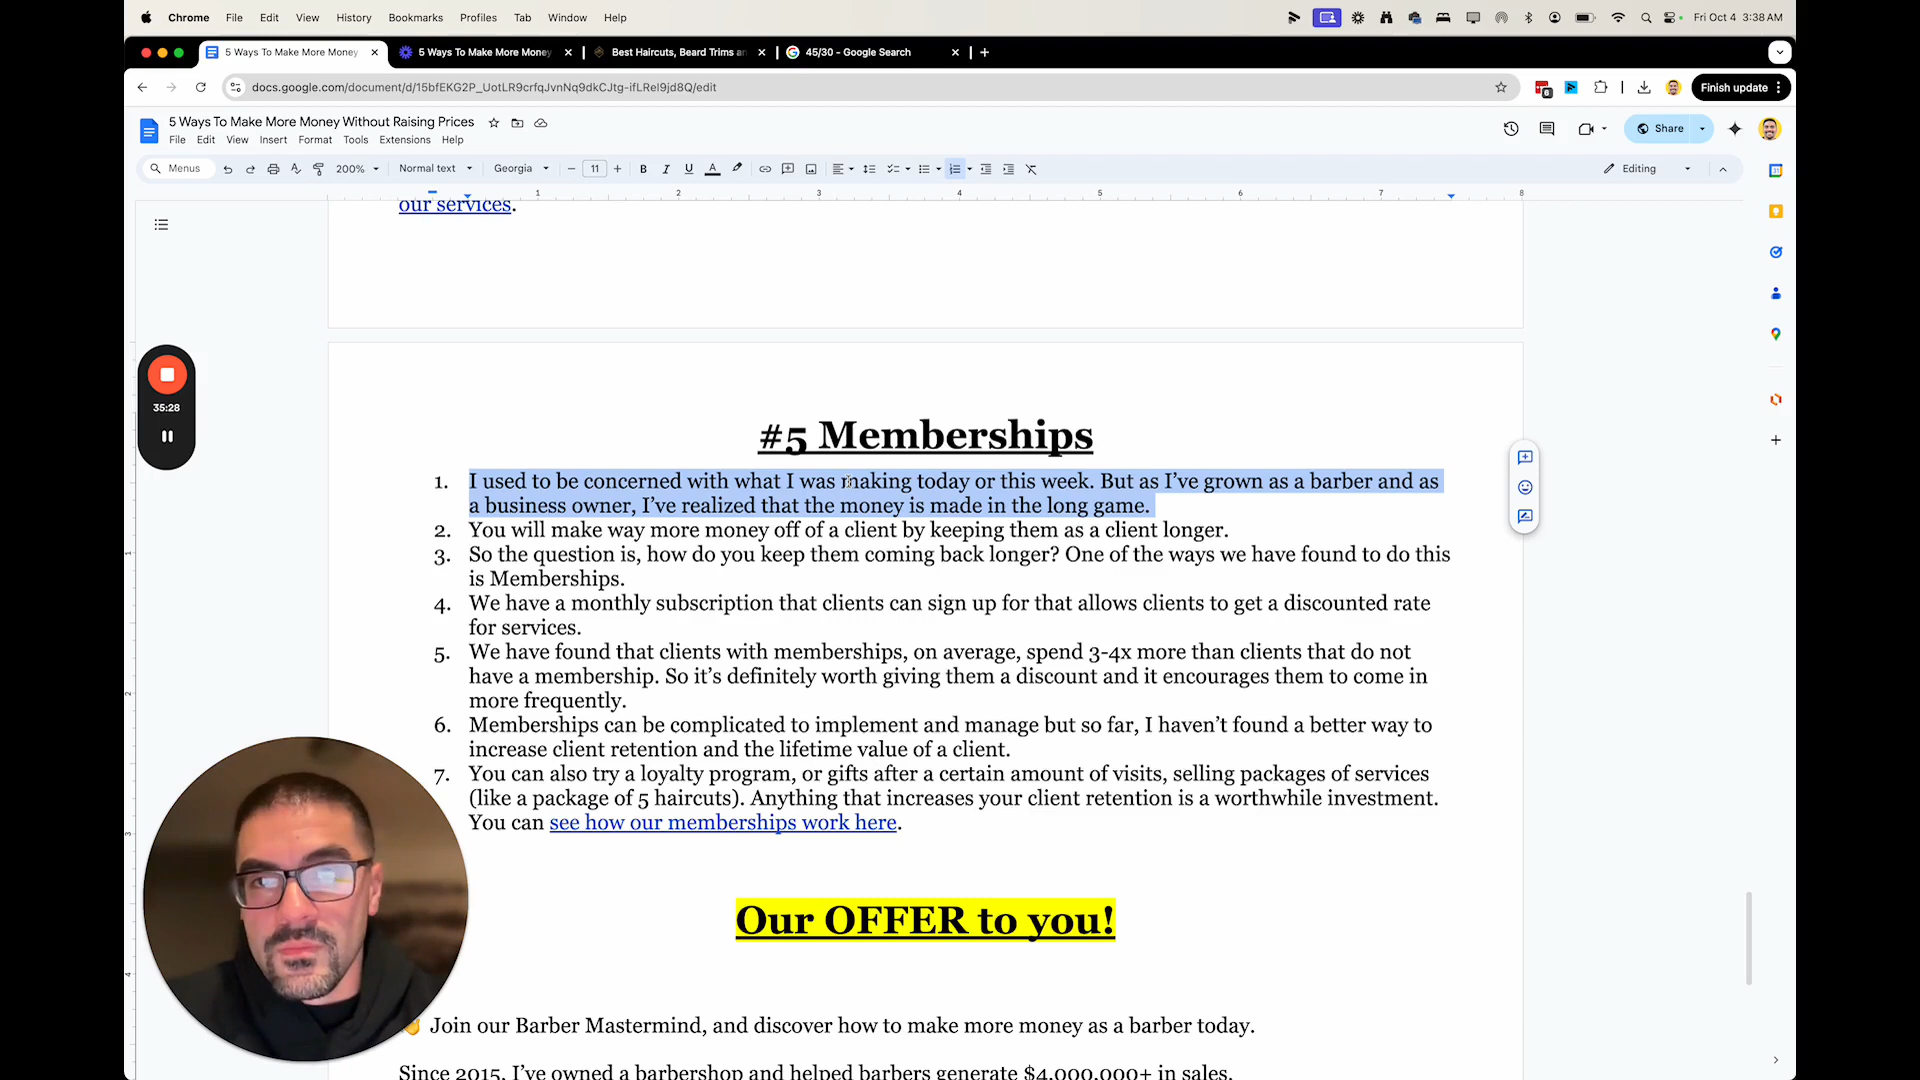 Chrome File Edit View History Bookmarks Profiles Tab Window Help Fri Oct 4 3:38 AM
5 Ways To Make More Money 5 Ways To Make More Money Best Haircuts, Beard Trims an 45/30 - Google Search
docs.google.com/document/d/15bfEKG2P_UotLR9crfqJvnNq9dkCJtg-ifLRel9jd8Q/edit 6 Finish update
5 Ways To Make More Money Without Raising Prices
File Edit View Insert Format Tools Extensions Help
Share
Menus 200% Normal text Georgia 11 B I U A Editing
1 2 3 4 5 6 7 8
our services.
35:28
#5 Memberships
1. I used to be concerned with what I was making today or this week. But as I’ve grown as a barber and as
a business owner, I’ve realized that the money is made in the long game.
2. You will make way more money off of a client by keeping them as a client longer.
3. So the question is, how do you keep them coming back longer? One of the ways we have found to do this
is Memberships.
4. We have a monthly subscription that clients can sign up for that allows clients to get a discounted rate
for services.
5. We have found that clients with memberships, on average, spend 3-4x more than clients that do not
have a membership. So it’s definitely worth giving them a discount and it encourages them to come in
more frequently.
6. Memberships can be complicated to implement and manage but so far, I haven’t found a better way to
increase client retention and the lifetime value of a client.
7. You can also try a loyalty program, or gifts after a certain amount of visits, selling packages of services
(like a package of 5 haircuts). Anything that increases your client retention is a worthwhile investment.
You can see how our memberships work here.
Our OFFER to you!
Join our Barber Mastermind, and discover how to make more money as a barber today.
Since 2015, I’ve owned a barbershop and helped barbers generate $4,000,000+ in sales.